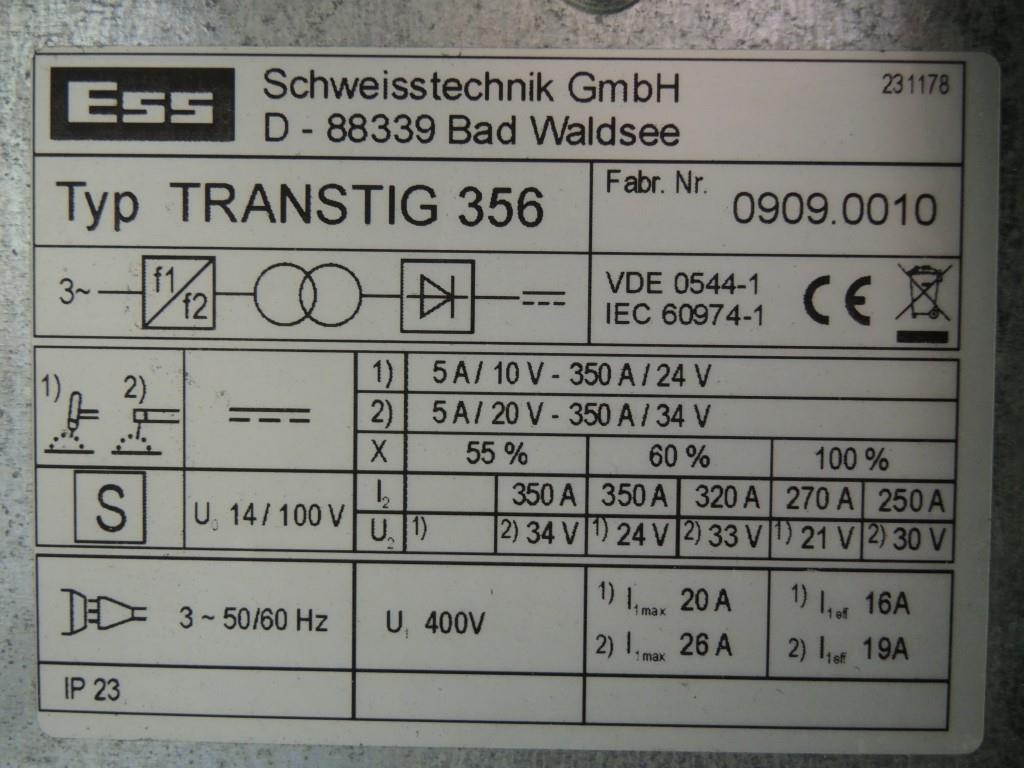 ESS
Schweisstechnik GmbH
D - 88339 Bad Waldsee
231178
Typ TRANSTIG 356
Fabr. Nr. 0909.0010
3~ f1/f2
VDE 0544-1
IEC 60974-1
CE
1) 2)
1) 5 A / 10 V - 350 A / 24 V
2) 5 A / 20 V - 350 A / 34 V
X 55 % 60 % 100 %
S
U₀ 14 / 100 V
I₂ 350 A 350 A 320 A 270 A 250 A
U₂ 1) 2) 34 V 1) 24 V 2) 33 V 1) 21 V 2) 30 V
3 ~ 50/60 Hz
U₁ 400V
1) I₁max 20 A
2) I₁max 26 A
1) I₁eff 16A
2) I₁eff 19A
IP 23